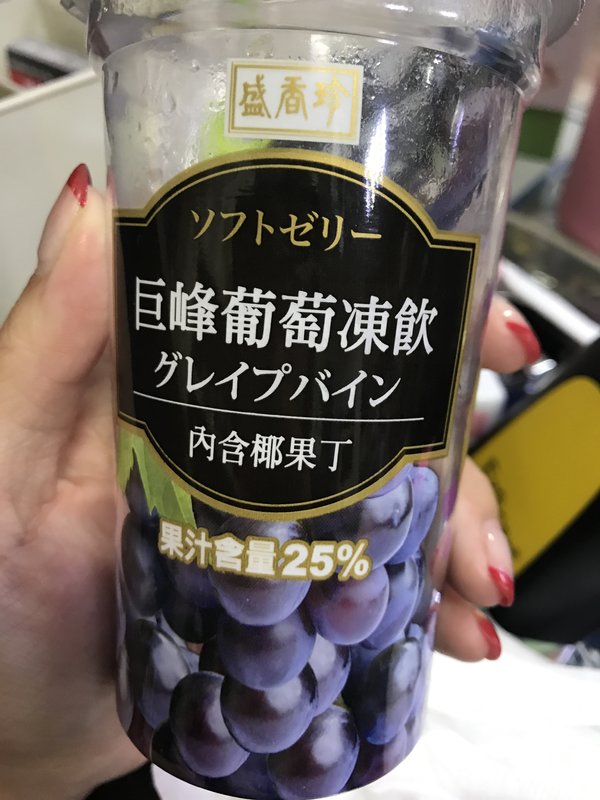 盛香珍
ソフトゼリー
巨峰葡萄凍飲
グレイプバイン
內含椰果丁
果汁含量25%